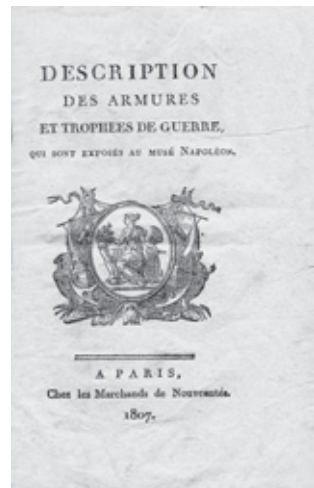 DESCRIPTION
DES ARMURES
ET TROPHÉES DE GUERRE,
QUI SONT EXPOSÉS AU MUSÉ NAPOLÉON.
A PARIS,
Chez les Marchands de Nouveautés.
1807.